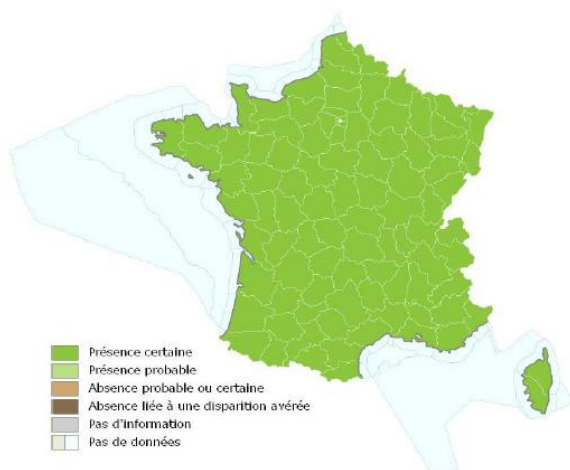 Présence certaine
Présence probable
Absence probable ou certaine
Absence liée à une disparition avérée
Pas d'information
Pas de données